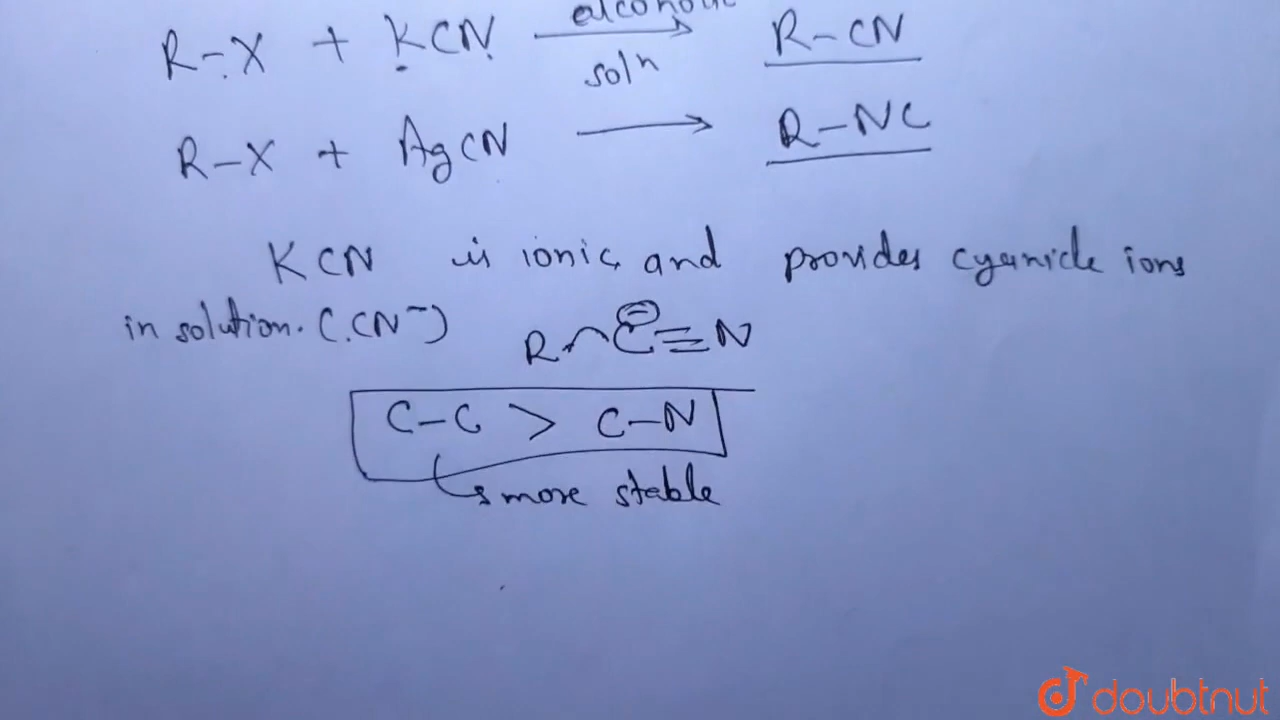 R-X + KCN alcoholic soln → R-CN
R-X + AgCN → R-NC
KCN is ionic and provides cyanide ions
in solution. (:CN⁻) R-C⊖≡N
C-C > C-N
↳ more stable
doubtnut